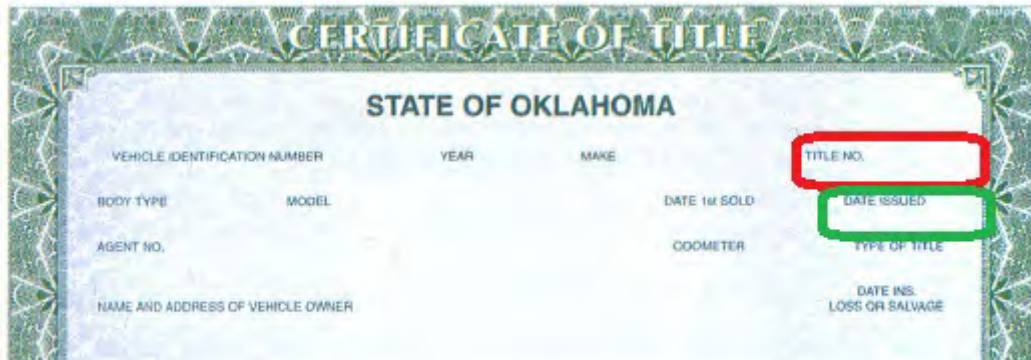 CERTIFICATE OF TITLE
STATE OF OKLAHOMA
VEHICLE IDENTIFICATION NUMBER YEAR MAKE TITLE NO.
BODY TYPE MODEL DATE 1st SOLD DATE ISSUED
AGENT NO. ODOMETER TYPE OF TITLE
NAME AND ADDRESS OF VEHICLE OWNER DATE INS.
LOSS OR SALVAGE